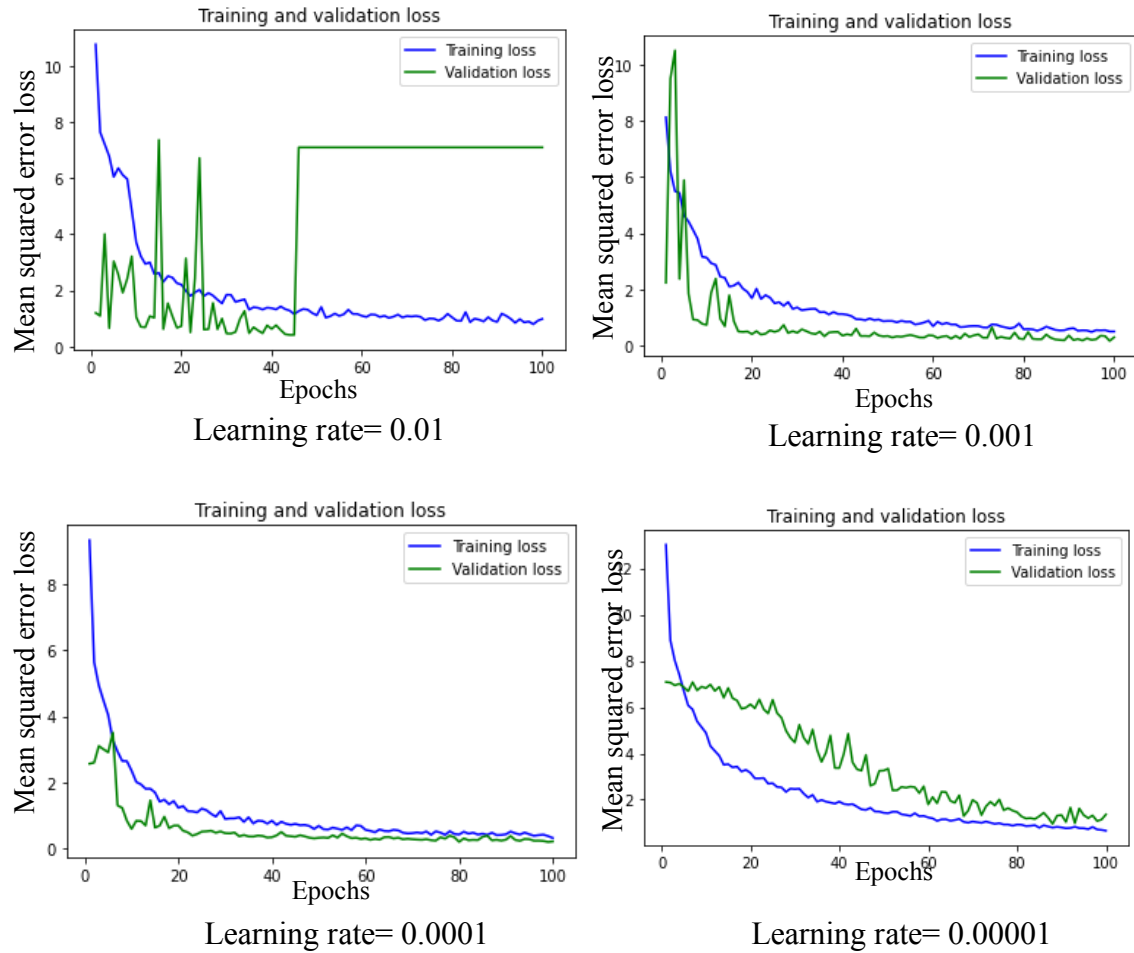 Training and validation loss
Training loss
Validation loss
Mean squared error loss
10
8
6
4
2
0
0 20 40 60 80 100
Epochs
Learning rate= 0.01
Training and validation loss
Training loss
Validation loss
Mean squared error loss
10
8
6
4
2
0
0 20 40 60 80 100
Epochs
Learning rate= 0.001
Training and validation loss
Training loss
Validation loss
Mean squared error loss
8
6
4
2
0
0 20 40 60 80 100
Epochs
Learning rate= 0.0001
Training and validation loss
Training loss
Validation loss
Mean squared error loss
12
10
8
6
4
2
0 20 40 60 80 100
Epochs
Learning rate= 0.00001